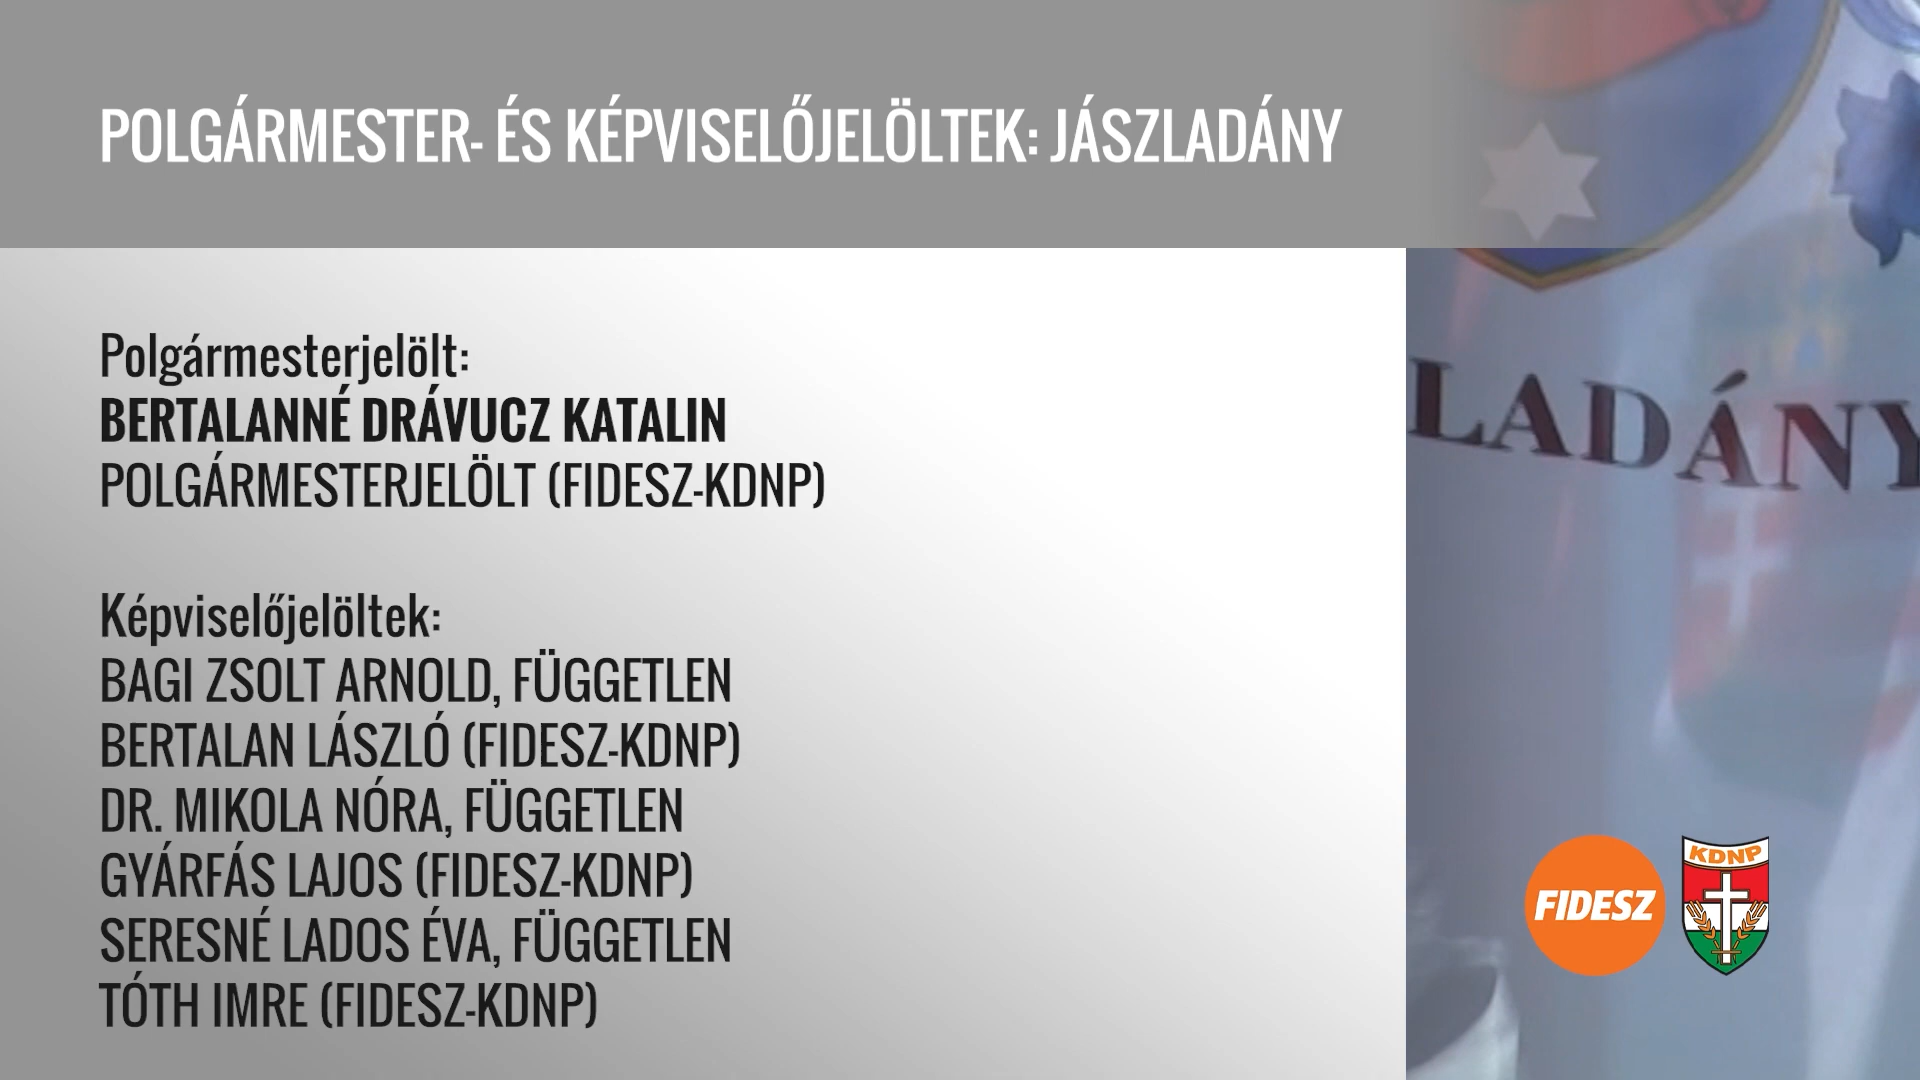 POLGÁRMESTER- ÉS KÉPVISELŐJELÖLTEK: JÁSZLADÁNY
Polgármesterjelölt:
BERTALANNÉ DRÁVUCZ KATALIN
POLGÁRMESTERJELÖLT (FIDESZ-KDNP)
Képviselőjelöltek:
BAGI ZSOLT ARNOLD, FÜGGETLEN
BERTALAN LÁSZLÓ (FIDESZ-KDNP)
DR. MIKOLA NÓRA, FÜGGETLEN
GYÁRFÁS LAJOS (FIDESZ-KDNP)
SERESNÉ LADOS ÉVA, FÜGGETLEN
TÓTH IMRE (FIDESZ-KDNP)
LADÁNY
FIDESZ
KDNP